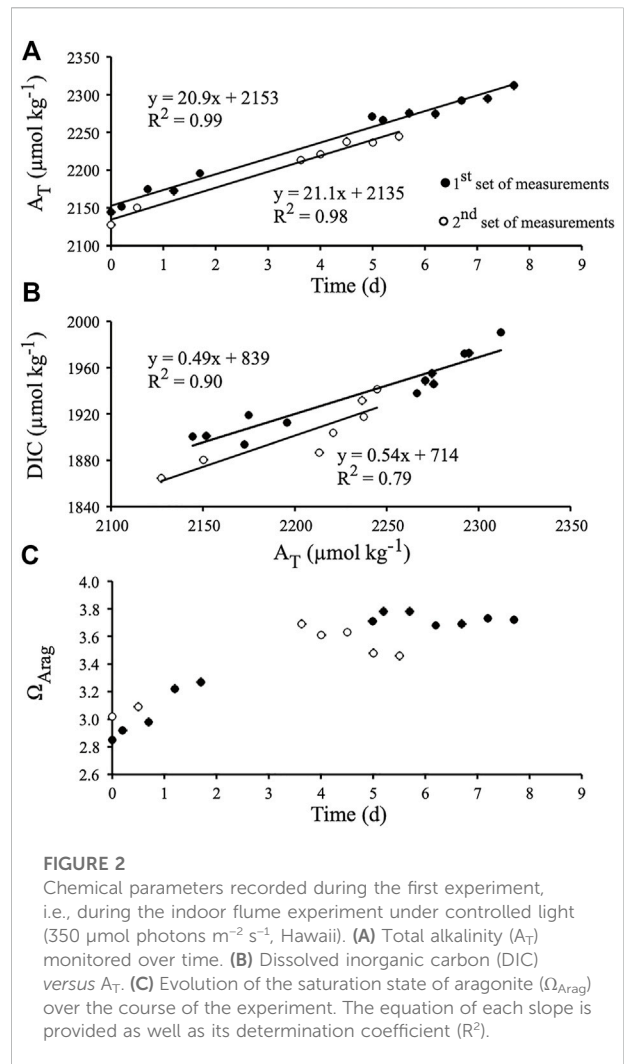 A
2350
2300
2250
2200
2150
2100
A_T (µmol kg⁻¹)
y = 20.9x + 2153
R² = 0.99
21.1x + 2135
R² = 0.98
1st set of measurements
2nd set of measurements
0 1 2 3 4 5 6 7 8 9
Time (d)
B
2000
1960
1920
1880
1840
DIC (µmol kg⁻¹)
y = 0.49x + 839
R² = 0.90
y = 0.54x + 714
R² = 0.79
2100 2150 2200 2250 2300 2350
A_T (µmol kg⁻¹)
C
4.0
3.8
3.6
3.4
3.2
3.0
2.8
2.6
Ω_Arag
0 1 2 3 4 5 6 7 8 9
Time (d)
FIGURE 2
Chemical parameters recorded during the first experiment,
i.e., during the indoor flume experiment under controlled light
(350 µmol photons m⁻² s⁻¹, Hawaii). (A) Total alkalinity (A_T)
monitored over time. (B) Dissolved inorganic carbon (DIC)
versus A_T. (C) Evolution of the saturation state of aragonite (Ω_Arag)
over the course of the experiment. The equation of each slope is
provided as well as its determination coefficient (R²).